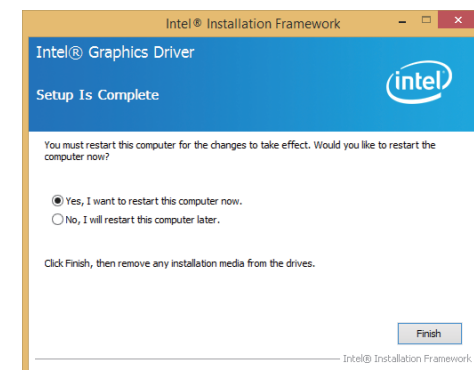 Intel® Installation Framework
Intel® Graphics Driver
Setup Is Complete
intel
You must restart this computer for the changes to take effect. Would you like to restart the
computer now?
Yes, I want to restart this computer now.
No, I will restart this computer later.
Click Finish, then remove any installation media from the drives.
Finish
Intel® Installation Framework